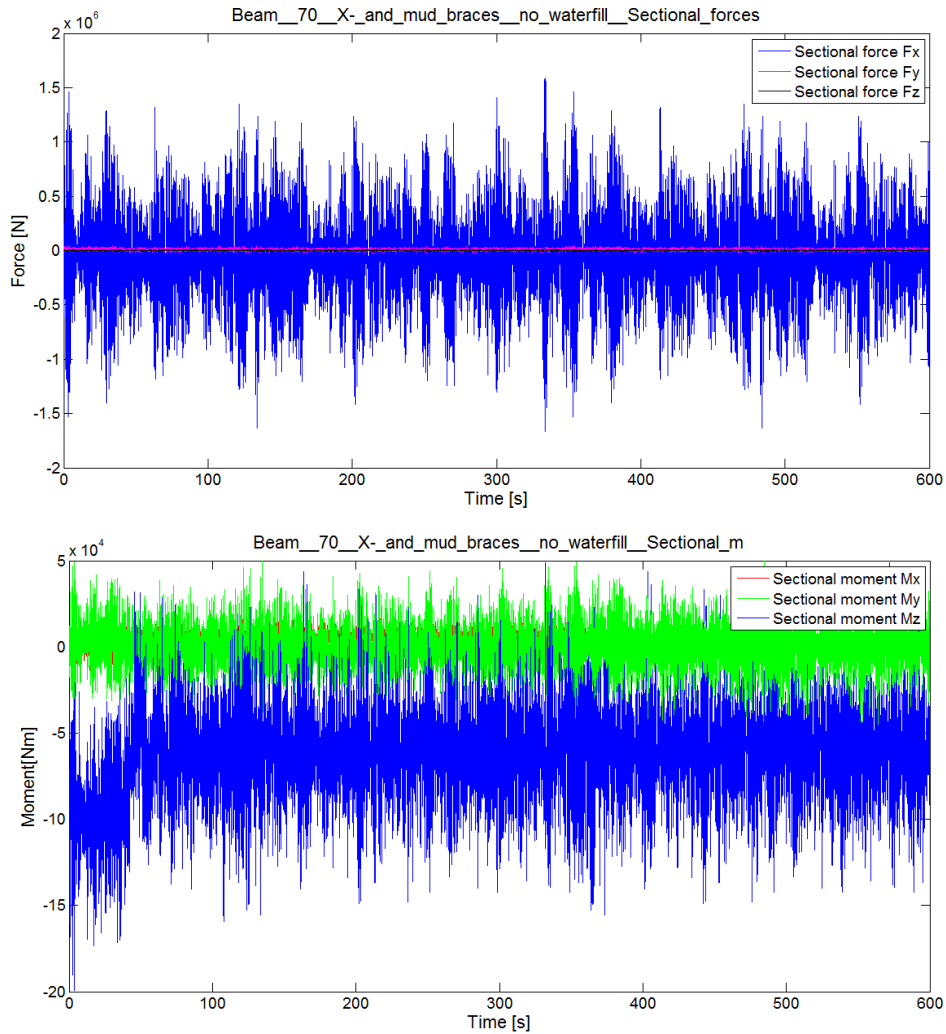 Beam__70__X-_and_mud_braces__no_waterfill__Sectional_forces
x 10^6
2
1.5
1
0.5
0
-0.5
-1
-1.5
-2
Force [N]
Sectional force Fx
Sectional force Fy
Sectional force Fz
0 100 200 300 400 500 600
Time [s]
Beam__70__X-_and_mud_braces__no_waterfill__Sectional_m
x 10^4
5
0
-5
-10
-15
-20
Moment[Nm]
Sectional moment Mx
Sectional moment My
Sectional moment Mz
0 100 200 300 400 500 600
Time [s]